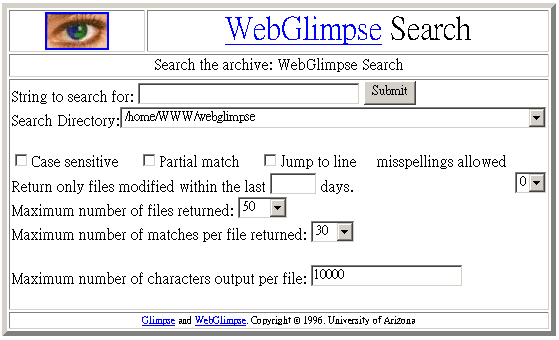 WebGlimpse Search
Search the archive: WebGlimpse Search
String to search for: Submit
Search Directory: /home/WWW/webglimpse
Case sensitive Partial match Jump to line misspellings allowed
Return only files modified within the last days. 0
Maximum number of files returned: 50
Maximum number of matches per file returned: 30
Maximum number of characters output per file: 10000
Glimpse and WebGlimpse. Copyright © 1996, University of Arizona